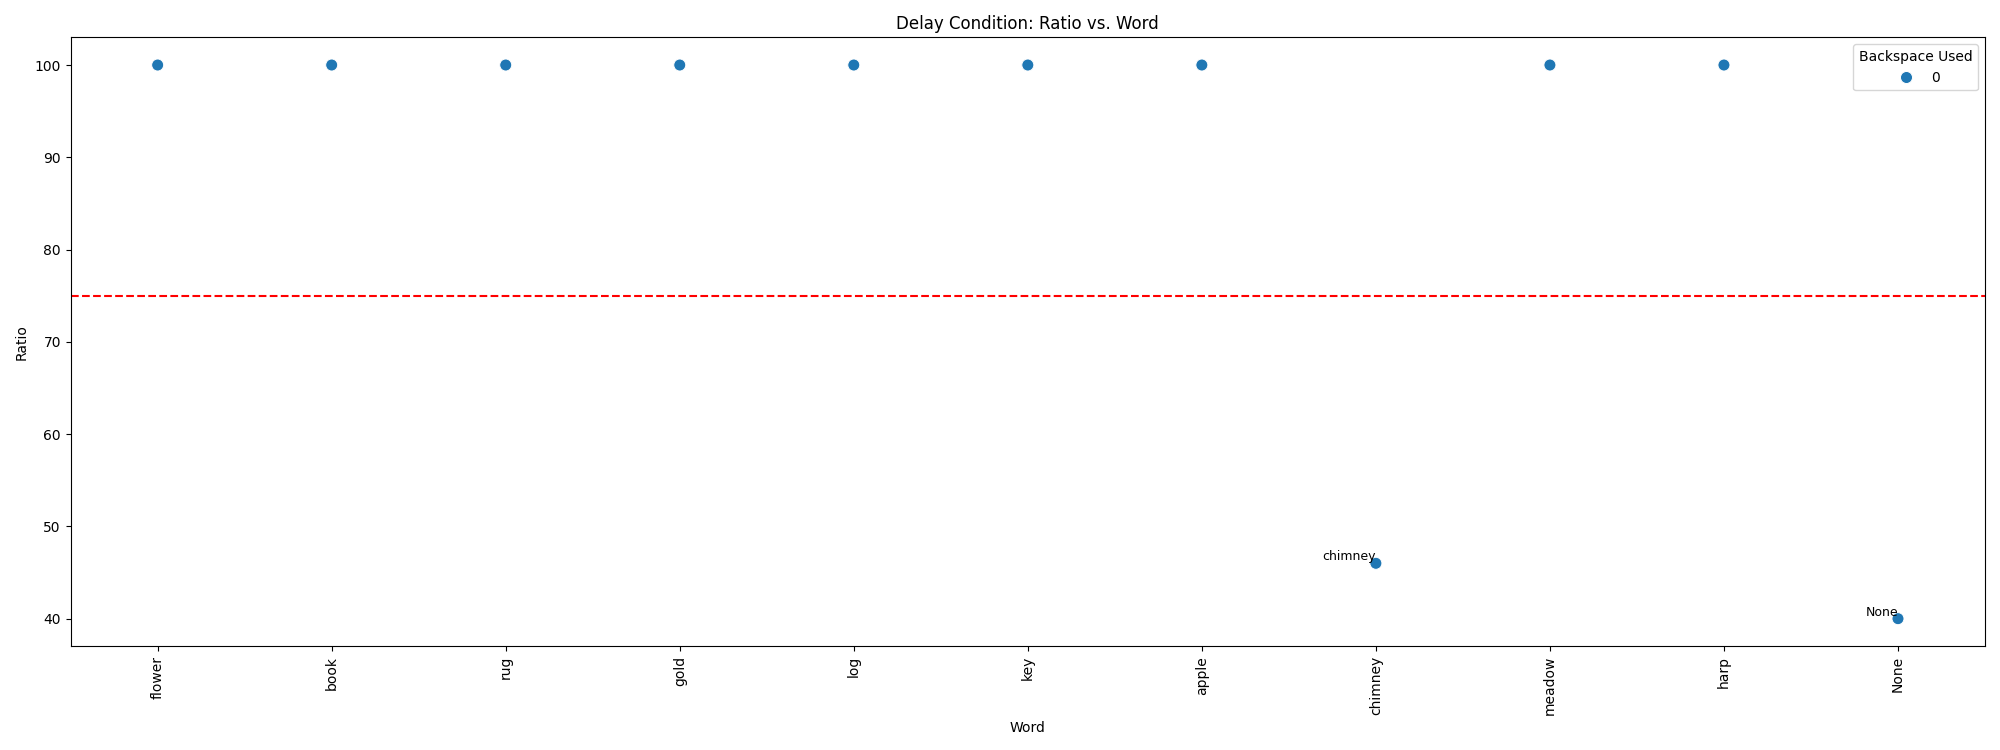 Delay Condition: Ratio vs. Word
Backspace Used
0
100
90
80
70
60
50
40
Ratio
chimney
None
flower
book
rug
gold
log
key
apple
chimney
meadow
harp
None
Word